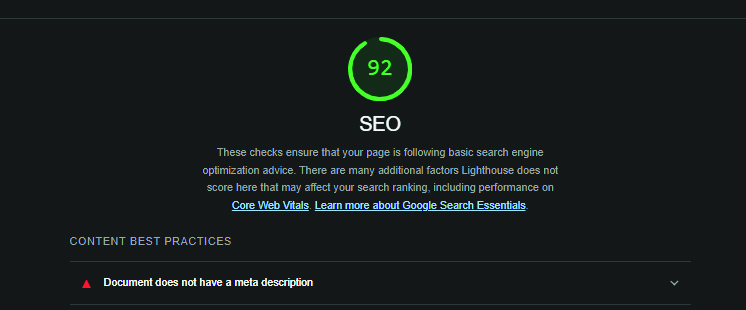 92
SEO
These checks ensure that your page is following basic search engine
optimization advice. There are many additional factors Lighthouse does not
score here that may affect your search ranking, including performance on
Core Web Vitals. Learn more about Google Search Essentials.
CONTENT BEST PRACTICES
Document does not have a meta description